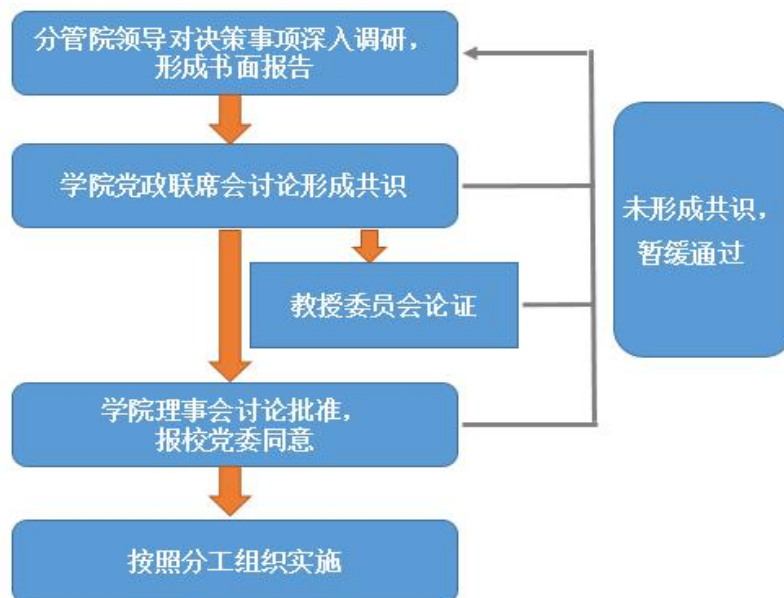 分管院领导对决策事项深入调研，
形成书面报告
学院党政联席会讨论形成共识
未形成共识，
暂缓通过
教授委员会论证
学院理事会讨论批准，
报校党委同意
按照分工组织实施